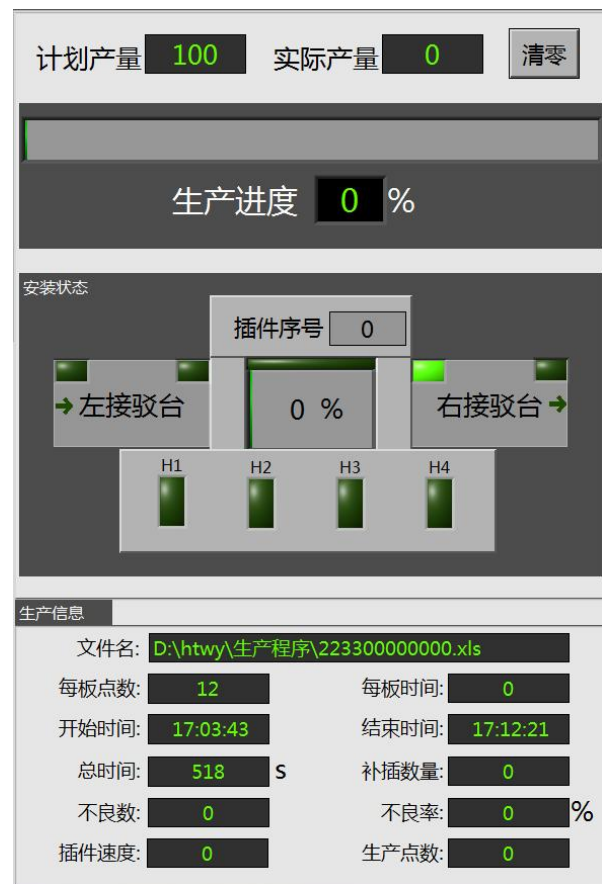 计划产量 100 实际产量 0 清零
生产进度 0 %
安装状态
插件序号 0
左接驳台 0 % 右接驳台
H1 H2 H3 H4
生产信息
文件名: D:\htwy\生产程序\223300000000.xls
每板点数: 12 每板时间: 0
开始时间: 17:03:43 结束时间: 17:12:21
总时间: 518 s 补插数量: 0
不良数: 0 不良率: 0 %
插件速度: 0 生产点数: 0